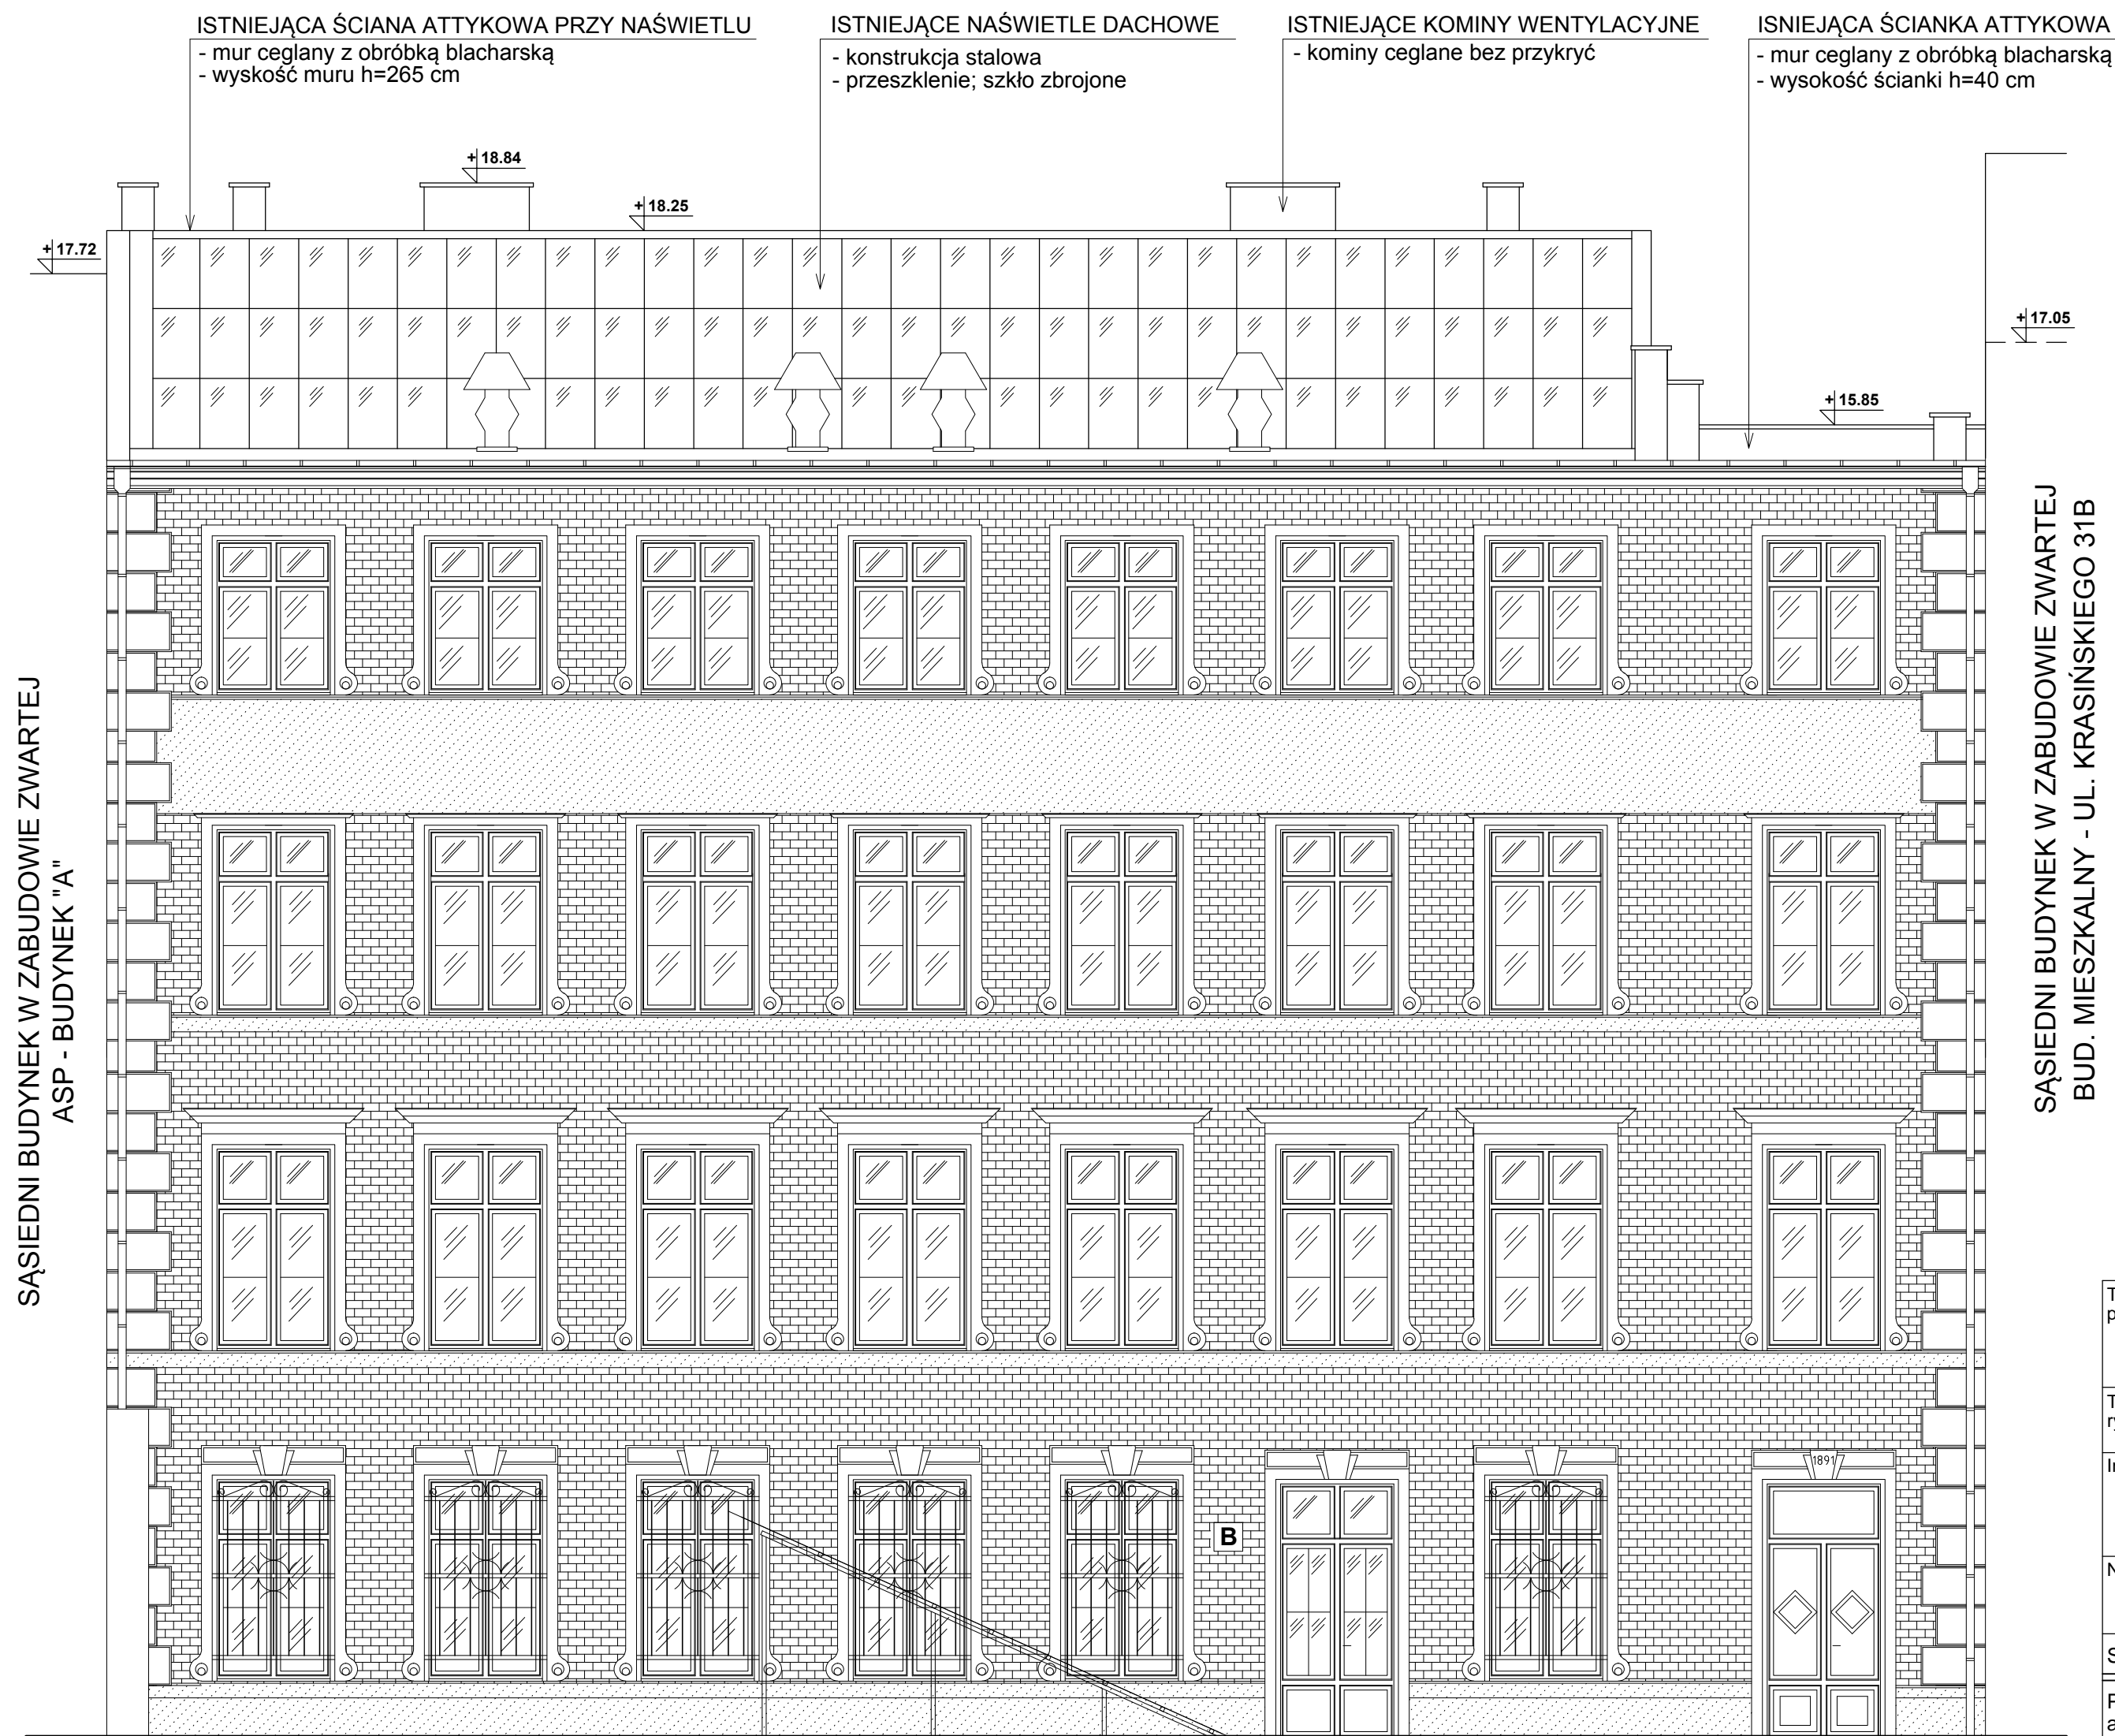 ISTNIEJĄCA ŚCIANA ATTYKOWA PRZY NAŚWIETLU
- mur ceglany z obróbką blacharską
- wyskość muru h=265 cm
ISTNIEJĄCE NAŚWIETLE DACHOWE
- konstrukcja stalowa
- przeszklenie; szkło zbrojone
ISTNIEJĄCE KOMINY WENTYLACYJNE
- kominy ceglane bez przykryć
ISNIEJĄCA ŚCIANKA ATTYKOWA
- mur ceglany z obróbką blacharską
- wysokość ścianki h=40 cm
+18.84
+18.25
+17.72
+17.05
+15.85
SĄSIEDNI BUDYNEK W ZABUDOWIE ZWARTEJ
ASP - BUDYNEK "A"
SĄSIEDNI BUDYNEK W ZABUDOWIE ZWARTEJ
BUD. MIESZKALNY - UL. KRASIŃSKIEGO 31B
1891
B